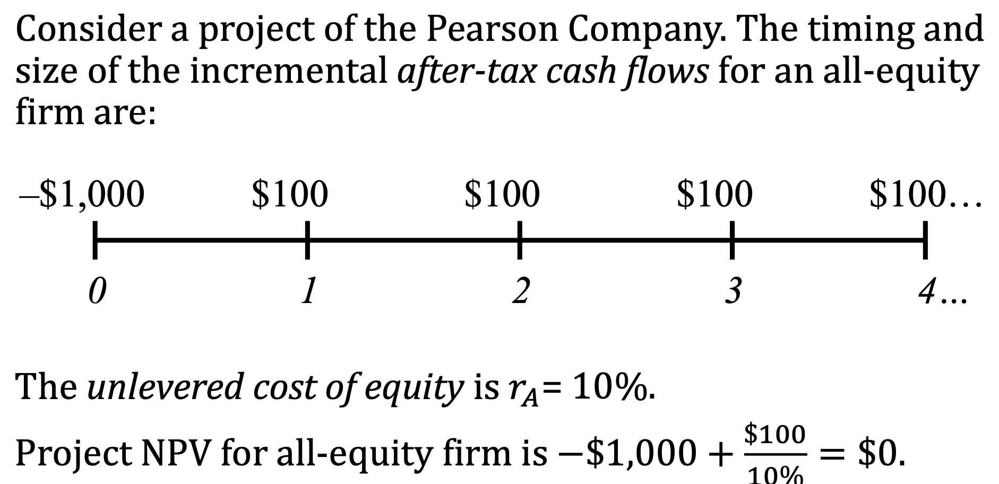 Consider a project of the Pearson Company. The timing and
size of the incremental after-tax cash flows for an all-equity
firm are:
–$1,000 $100 $100 $100 $100…
0 1 2 3 4…
The unlevered cost of equity is r_A = 10%.
Project NPV for all-equity firm is −$1,000 + $100/10% = $0.